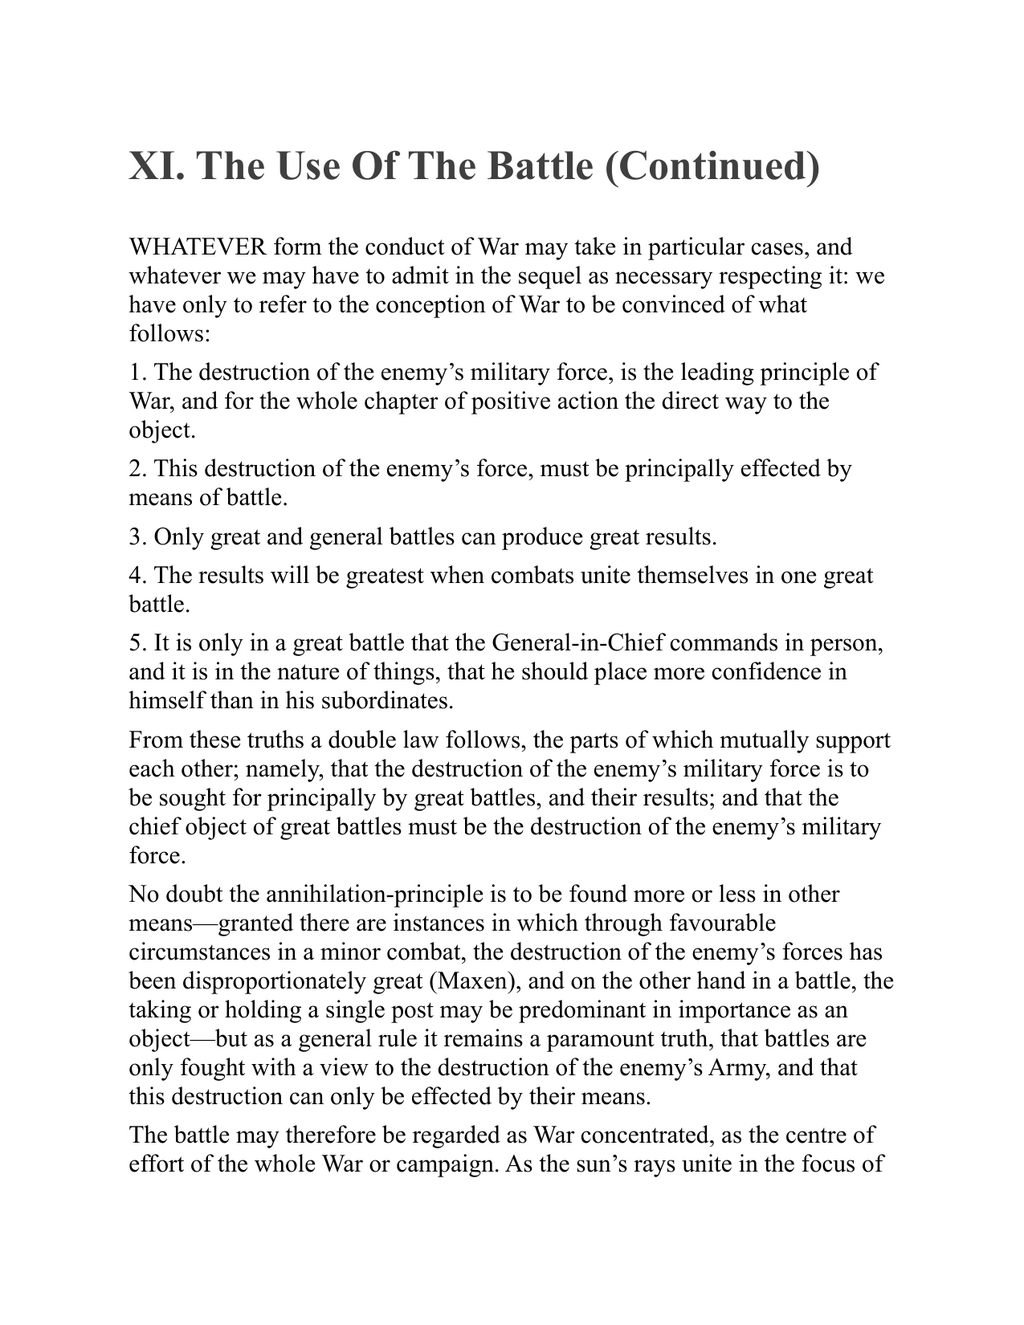 XI. The Use Of The Battle (Continued)
WHATEVER form the conduct of War may take in particular cases, and
whatever we may have to admit in the sequel as necessary respecting it: we
have only to refer to the conception of War to be convinced of what
follows:
1. The destruction of the enemy’s military force, is the leading principle of
War, and for the whole chapter of positive action the direct way to the
object.
2. This destruction of the enemy’s force, must be principally effected by
means of battle.
3. Only great and general battles can produce great results.
4. The results will be greatest when combats unite themselves in one great
battle.
5. It is only in a great battle that the General-in-Chief commands in person,
and it is in the nature of things, that he should place more confidence in
himself than in his subordinates.
From these truths a double law follows, the parts of which mutually support
each other; namely, that the destruction of the enemy’s military force is to
be sought for principally by great battles, and their results; and that the
chief object of great battles must be the destruction of the enemy’s military
force.
No doubt the annihilation-principle is to be found more or less in other
means—granted there are instances in which through favourable
circumstances in a minor combat, the destruction of the enemy’s forces has
been disproportionately great (Maxen), and on the other hand in a battle, the
taking or holding a single post may be predominant in importance as an
object—but as a general rule it remains a paramount truth, that battles are
only fought with a view to the destruction of the enemy’s Army, and that
this destruction can only be effected by their means.
The battle may therefore be regarded as War concentrated, as the centre of
effort of the whole War or campaign. As the sun’s rays unite in the focus of